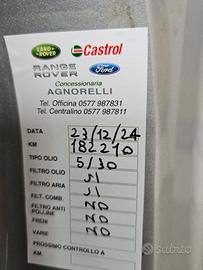 LAND ROVER Castrol
RANGE ROVER Ford
Concessionaria
AGNORELLI
Tel. Officina 0577 987831
Tel. Centralino 0577 987811
DATA 23/12/24
KM 182210
TIPO OLIO 5/30
FILTRO OLIO SI
FILTRO ARIA SI
FILT. COMB. NO
FILTRO ANTI POLLINE NO
FRENI NO
VARIE NO
PROSSIMO CONTROLLO A
KM.
subito